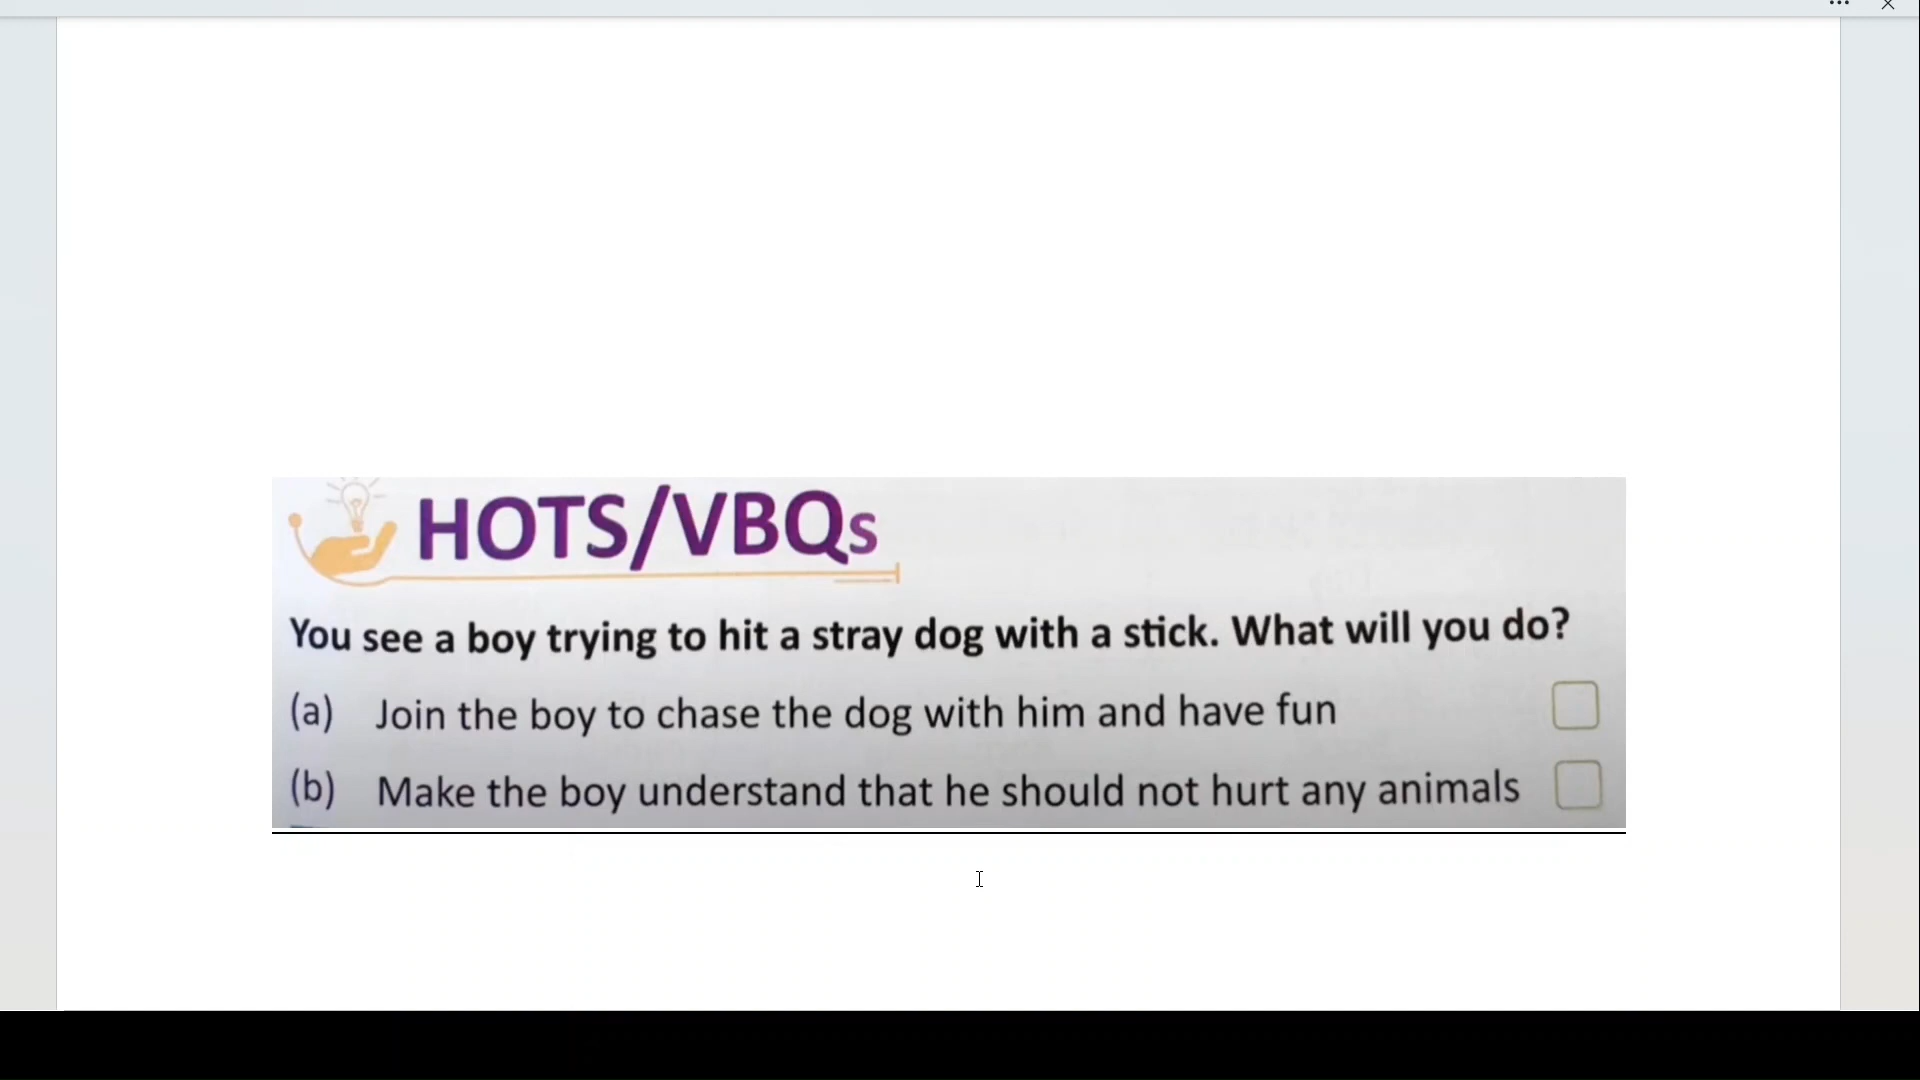 HOTS/VBQs
You see a boy trying to hit a stray dog with a stick. What will you do?
(a) Join the boy to chase the dog with him and have fun
(b) Make the boy understand that he should not hurt any animals